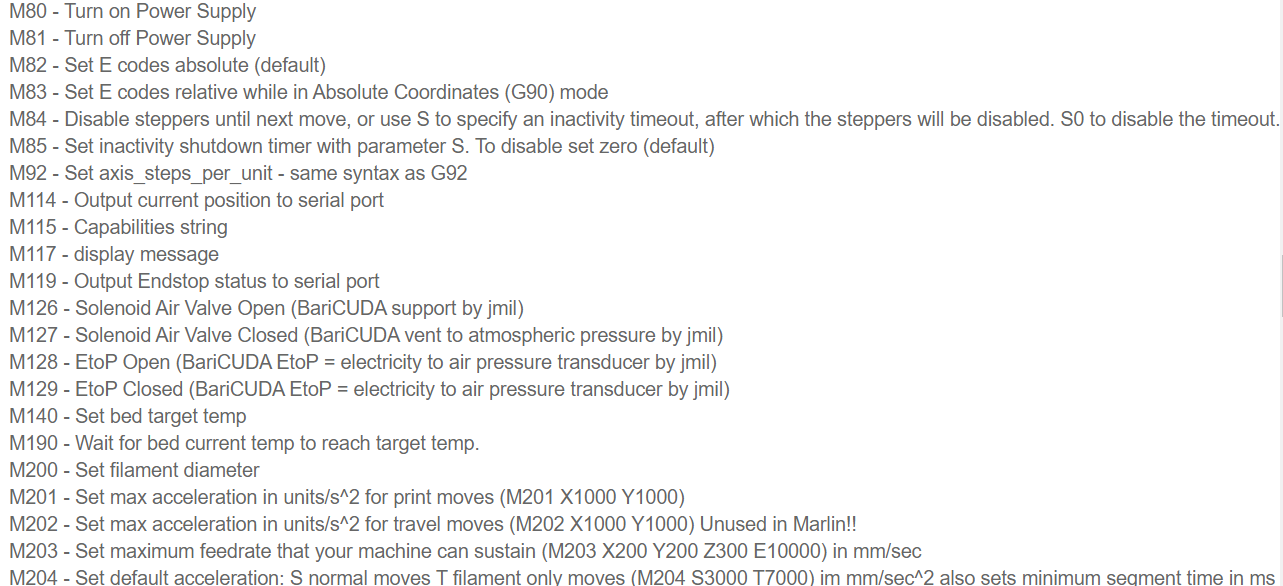 M80 - Turn on Power Supply
M81 - Turn off Power Supply
M82 - Set E codes absolute (default)
M83 - Set E codes relative while in Absolute Coordinates (G90) mode
M84 - Disable steppers until next move, or use S to specify an inactivity timeout, after which the steppers will be disabled. S0 to disable the timeout.
M85 - Set inactivity shutdown timer with parameter S. To disable set zero (default)
M92 - Set axis_steps_per_unit - same syntax as G92
M114 - Output current position to serial port
M115 - Capabilities string
M117 - display message
M119 - Output Endstop status to serial port
M126 - Solenoid Air Valve Open (BariCUDA support by jmil)
M127 - Solenoid Air Valve Closed (BariCUDA vent to atmospheric pressure by jmil)
M128 - EtoP Open (BariCUDA EtoP = electricity to air pressure transducer by jmil)
M129 - EtoP Closed (BariCUDA EtoP = electricity to air pressure transducer by jmil)
M140 - Set bed target temp
M190 - Wait for bed current temp to reach target temp.
M200 - Set filament diameter
M201 - Set max acceleration in units/s^2 for print moves (M201 X1000 Y1000)
M202 - Set max acceleration in units/s^2 for travel moves (M202 X1000 Y1000) Unused in Marlin!!
M203 - Set maximum feedrate that your machine can sustain (M203 X200 Y200 Z300 E10000) in mm/sec
M204 - Set default acceleration: S normal moves T filament only moves (M204 S3000 T7000) im mm/sec^2 also sets minimum segment time in ms